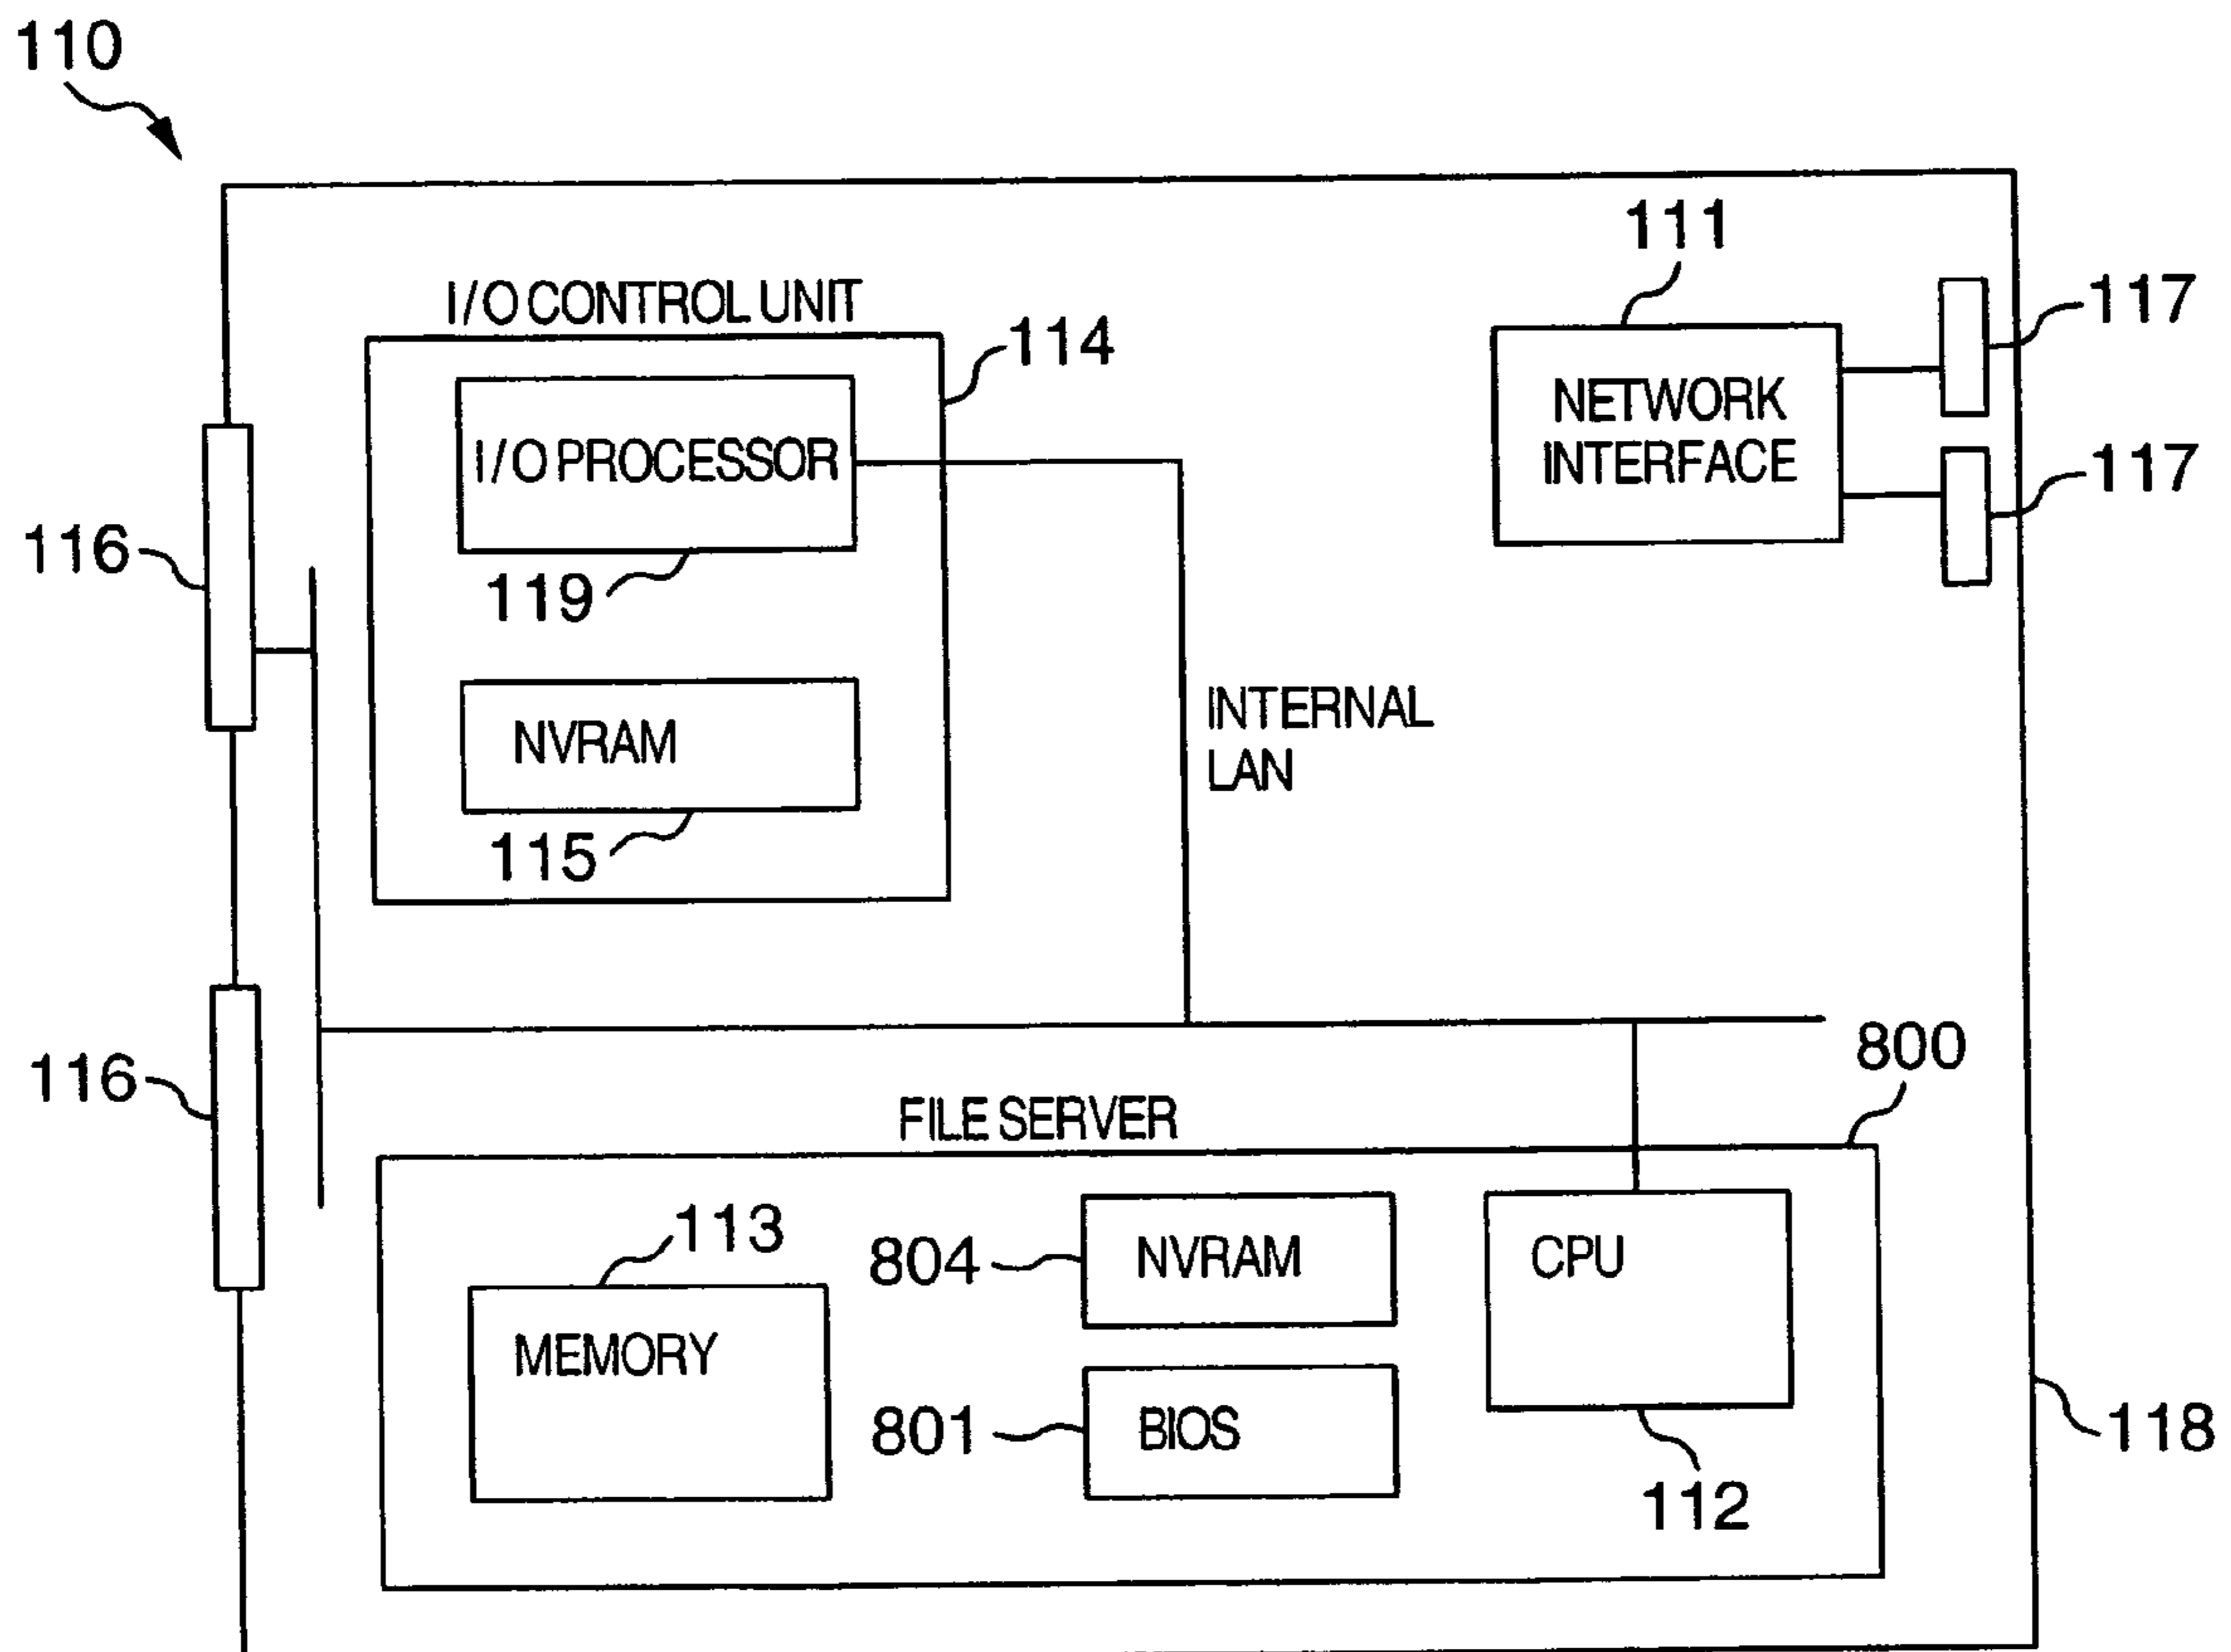 110
111
I/O CONTROL UNIT
117
114
NETWORK
INTERFACE
I/O PROCESSOR
117
116
119
INTERNAL
LAN
NVRAM
115
800
116
FILE SERVER
113
804
NVRAM
CPU
MEMORY
801
BIOS
118
112